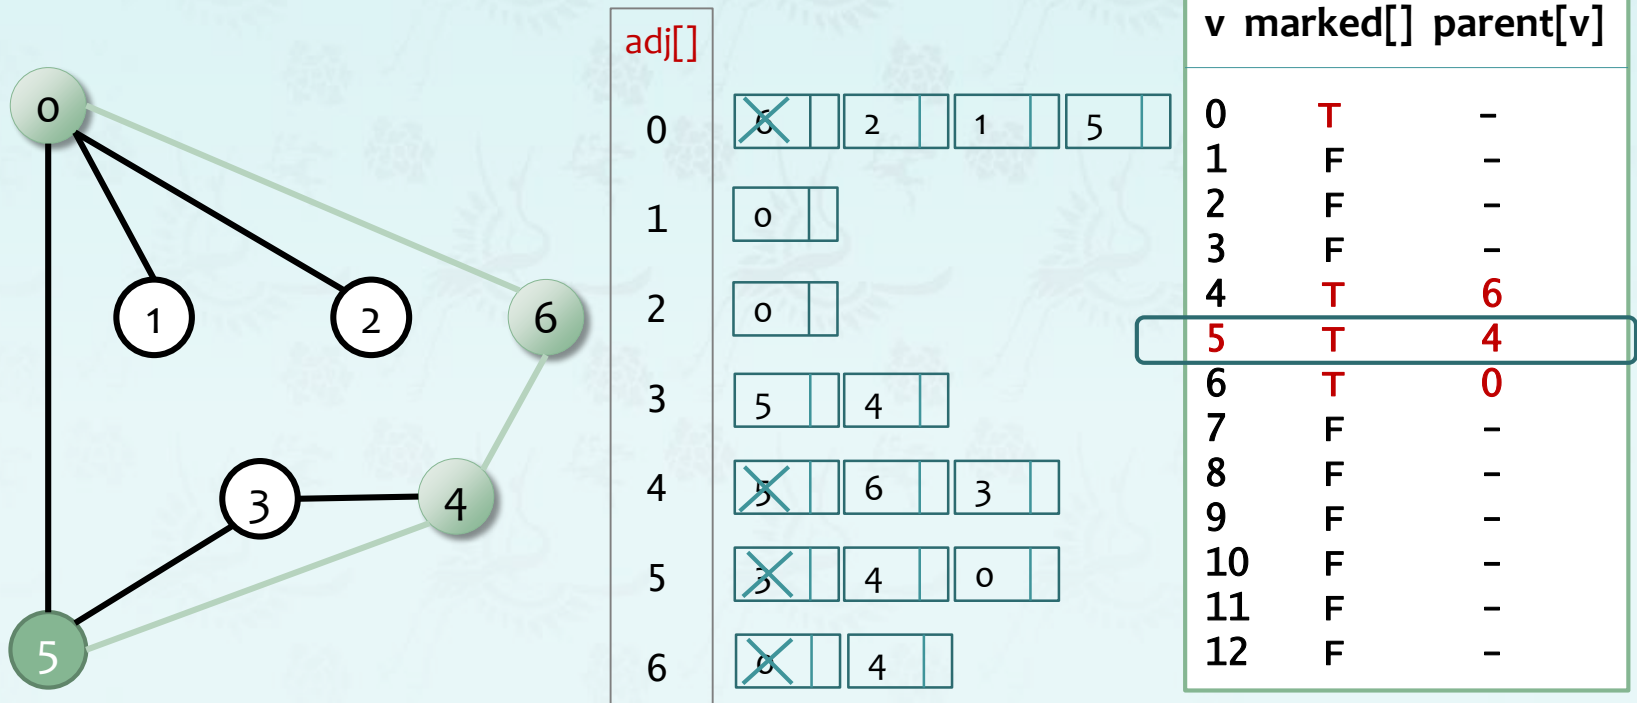 0
1
2
6
3
4
5
adj[]
0 6 2 1 5
1 0
2 0
3 5 4
4 5 6 3
5 3 4 0
6 0 4
v marked[] parent[v]
0 T –
1 F –
2 F –
3 F –
4 T 6
5 T 4
6 T 0
7 F –
8 F –
9 F –
10 F –
11 F –
12 F –